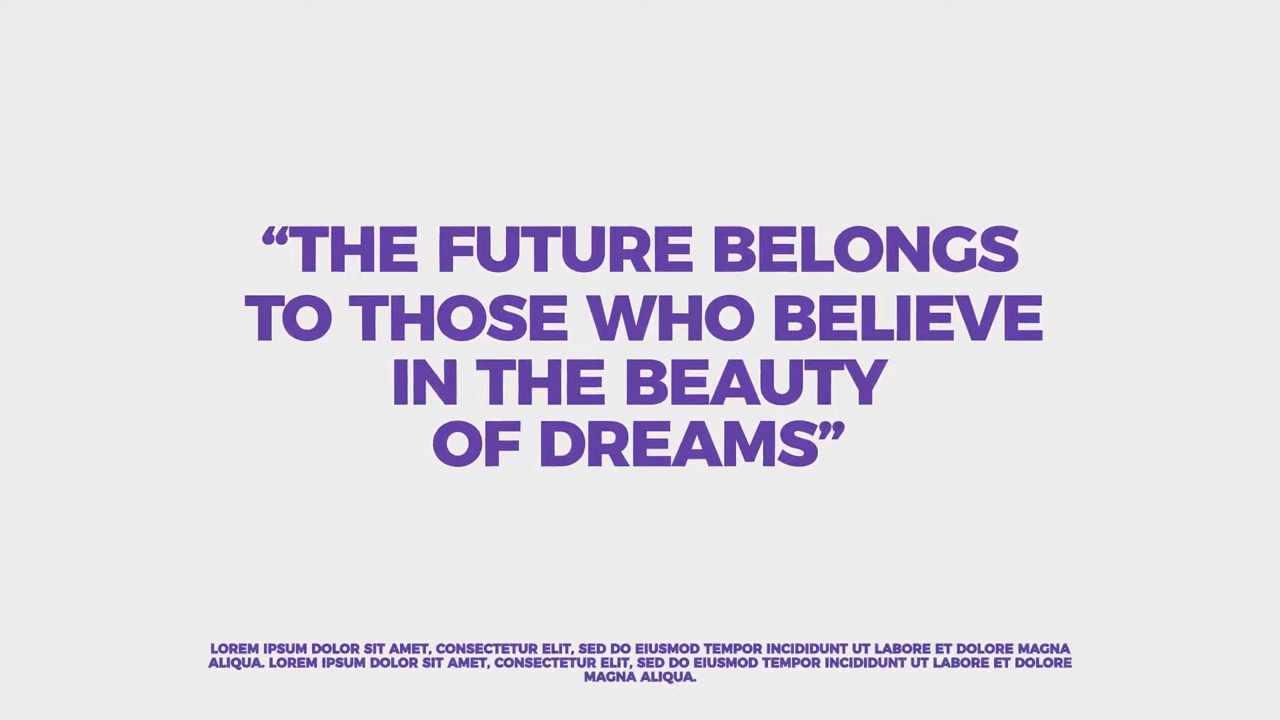 “THE FUTURE BELONGS
TO THOSE WHO BELIEVE
IN THE BEAUTY
OF DREAMS”
LOREM IPSUM DOLOR SIT AMET, CONSECTETUR ELIT, SED DO EIUSMOD TEMPOR INCIDIDUNT UT LABORE ET DOLORE MAGNA
ALIQUA. LOREM IPSUM DOLOR SIT AMET, CONSECTETUR ELIT, SED DO EIUSMOD TEMPOR INCIDIDUNT UT LABORE ET DOLORE
MAGNA ALIQUA.